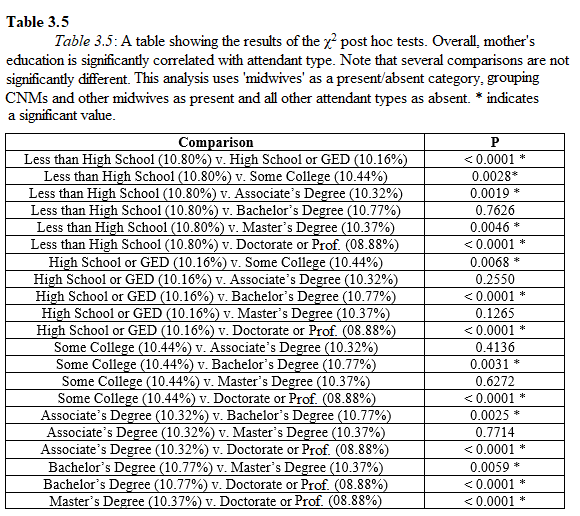 Table 3.5
Table 3.5: A table showing the results of the χ² post hoc tests. Overall, mother's
education is significantly correlated with attendant type. Note that several comparisons are not
significantly different. This analysis uses 'midwives' as a present/absent category, grouping
CNMs and other midwives as present and all other attendant types as absent. * indicates
a significant value.
Comparison P
Less than High School (10.80%) v. High School or GED (10.16%) < 0.0001 *
Less than High School (10.80%) v. Some College (10.44%) 0.0028*
Less than High School (10.80%) v. Associate's Degree (10.32%) 0.0019 *
Less than High School (10.80%) v. Bachelor's Degree (10.77%) 0.7626
Less than High School (10.80%) v. Master's Degree (10.37%) 0.0046 *
Less than High School (10.80%) v. Doctorate or Prof. (08.88%) < 0.0001 *
High School or GED (10.16%) v. Some College (10.44%) 0.0068 *
High School or GED (10.16%) v. Associate's Degree (10.32%) 0.2550
High School or GED (10.16%) v. Bachelor's Degree (10.77%) < 0.0001 *
High School or GED (10.16%) v. Master's Degree (10.37%) 0.1265
High School or GED (10.16%) v. Doctorate or Prof. (08.88%) < 0.0001 *
Some College (10.44%) v. Associate's Degree (10.32%) 0.4136
Some College (10.44%) v. Bachelor's Degree (10.77%) 0.0031 *
Some College (10.44%) v. Master's Degree (10.37%) 0.6272
Some College (10.44%) v. Doctorate or Prof. (08.88%) < 0.0001 *
Associate's Degree (10.32%) v. Bachelor's Degree (10.77%) 0.0025 *
Associate's Degree (10.32%) v. Master's Degree (10.37%) 0.7714
Associate's Degree (10.32%) v. Doctorate or Prof. (08.88%) < 0.0001 *
Bachelor's Degree (10.77%) v. Master's Degree (10.37%) 0.0059 *
Bachelor's Degree (10.77%) v. Doctorate or Prof. (08.88%) < 0.0001 *
Master's Degree (10.37%) v. Doctorate or Prof. (08.88%) < 0.0001 *